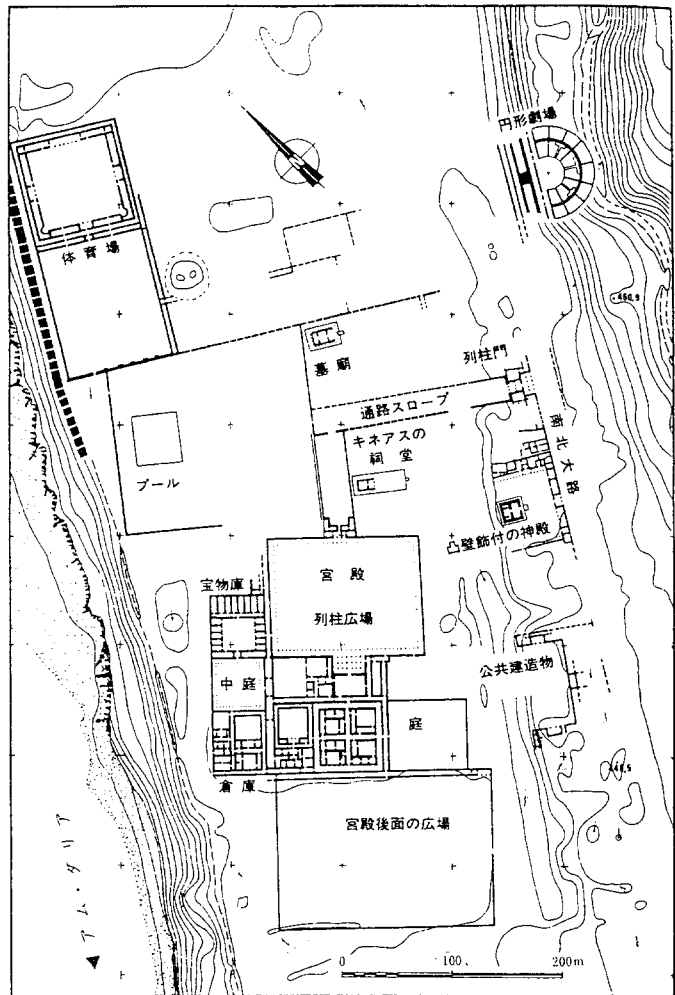 円形劇場
体育場
460,9
列柱門
墓廟
通路スロープ
南北大路
キネアスの
祠堂
プール
壁飾付の神殿
宝物庫
宮殿
列柱広場
公共建造物
中庭
庭
倉庫
宮殿後面の広場
アム・ダリア
0 100 200m